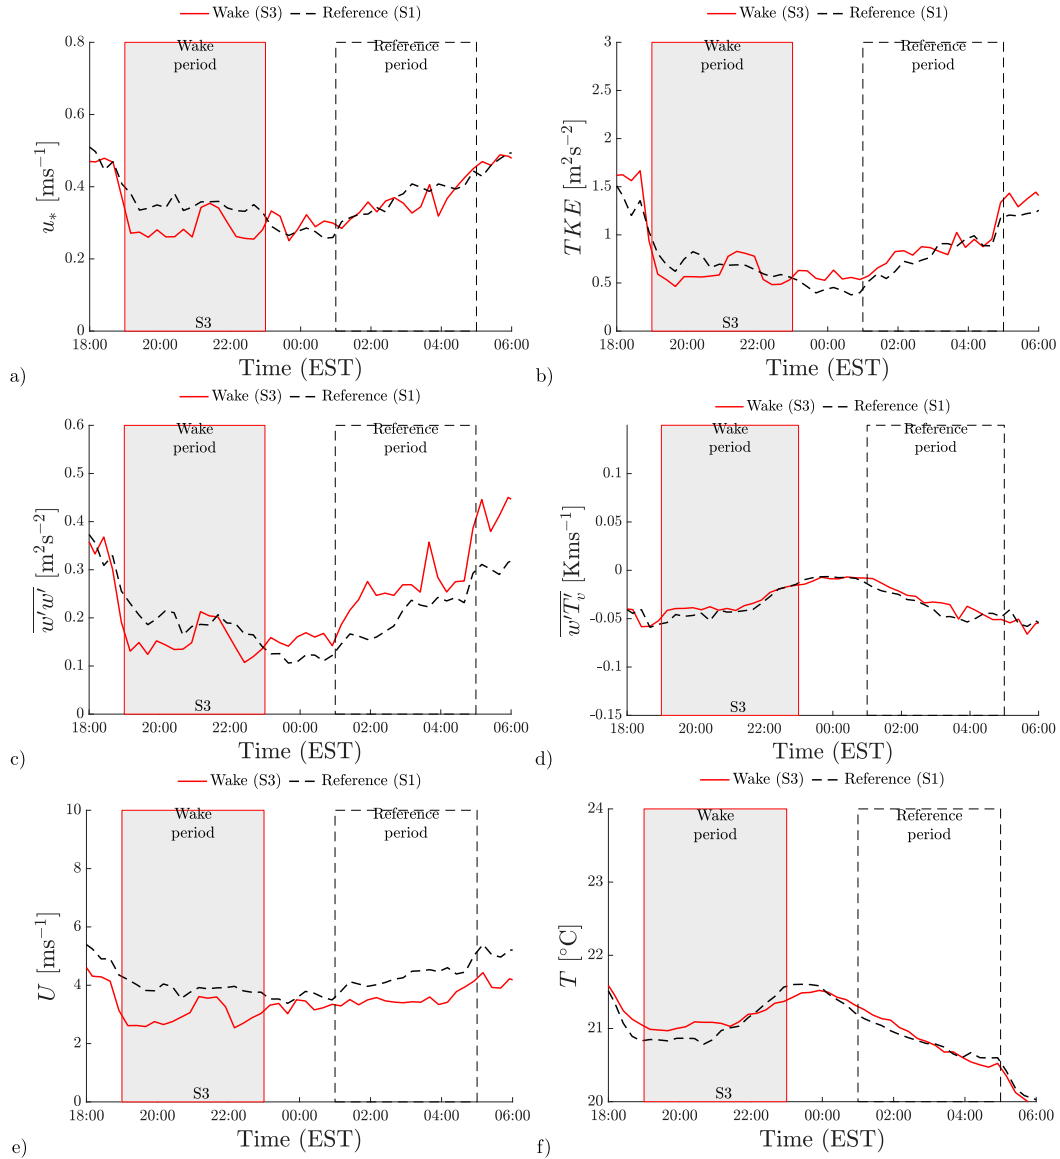 Wake (S3) Reference (S1)
0.8
0.6
0.4
0.2
0
u* [ms−1]
Wake
period
Reference
period
S3
18:00 20:00 22:00 00:00 02:00 04:00 06:00
Time (EST)
a)
Wake (S3) Reference (S1)
3
2.5
2
1.5
1
0.5
0
TKE [m2s−2]
Wake
period
Reference
period
S3
18:00 20:00 22:00 00:00 02:00 04:00 06:00
Time (EST)
b)
Wake (S3) Reference (S1)
0.6
0.5
0.4
0.3
0.2
0.1
0
w′w′ [m2s−2]
Wake
period
Reference
period
S3
18:00 20:00 22:00 00:00 02:00 04:00 06:00
Time (EST)
c)
Wake (S3) Reference (S1)
0.1
0.05
0
-0.05
-0.1
-0.15
w′T′v [Kms−1]
Wake
period
Reference
period
S3
18:00 20:00 22:00 00:00 02:00 04:00 06:00
Time (EST)
d)
Wake (S3) Reference (S1)
10
8
6
4
2
0
U [ms−1]
Wake
period
Reference
period
S3
18:00 20:00 22:00 00:00 02:00 04:00 06:00
Time (EST)
e)
Wake (S3) Reference (S1)
24
23
22
21
20
T [°C]
Wake
period
Reference
period
S3
18:00 20:00 22:00 00:00 02:00 04:00 06:00
Time (EST)
f)